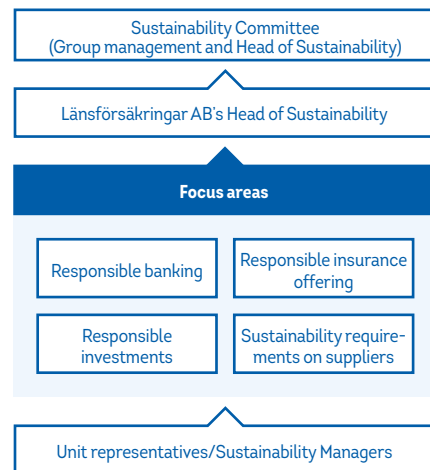 Sustainability Committee
(Group management and Head of Sustainability)
Länsförsäkringar AB's Head of Sustainability
Focus areas
Responsible banking
Responsible insurance
offering
Responsible
investments
Sustainability require-
ments on suppliers
Unit representatives/Sustainability Managers